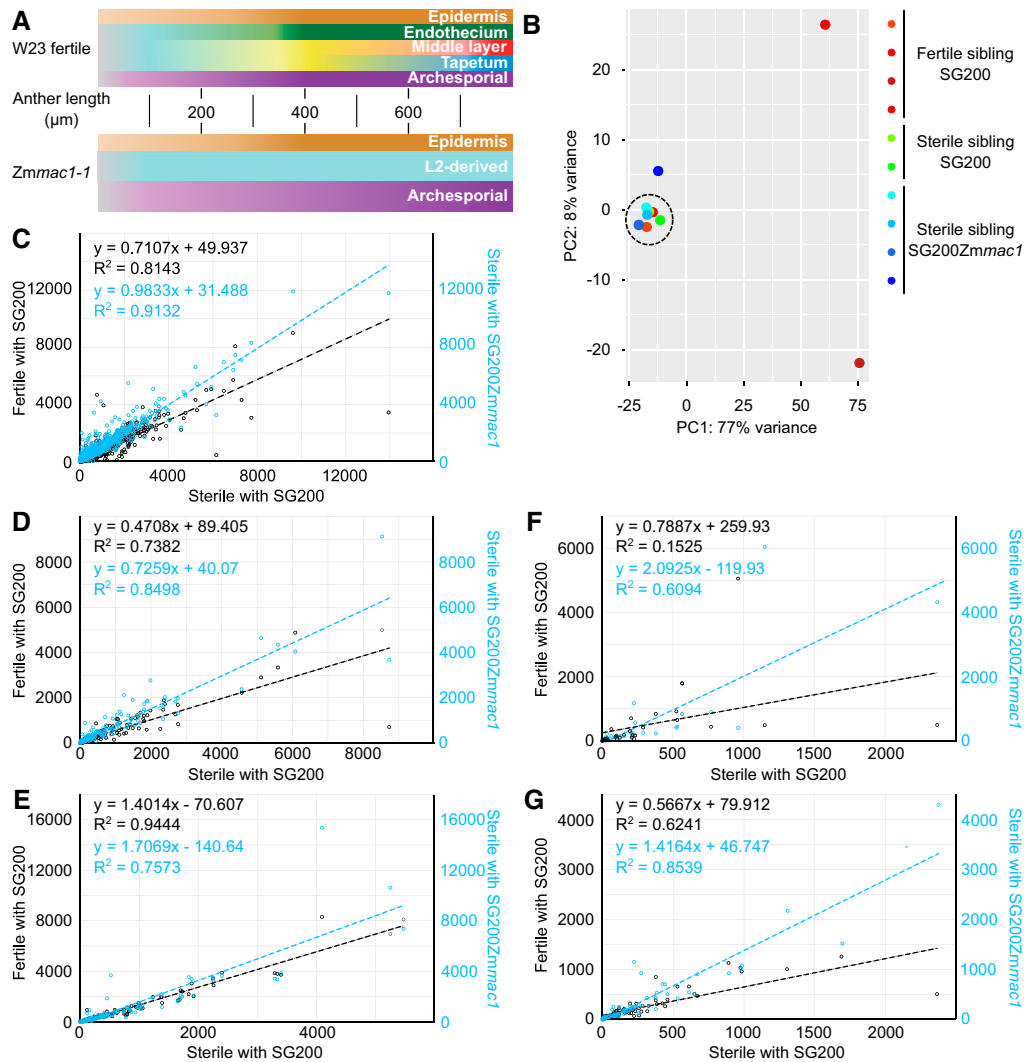 A
W23 fertile
Epidermis
Endothecium
Middle layer
Tapetum
Archesporial
Anther length
(μm)
200
400
600
Zmmac1-1
Epidermis
L2-derived
Archesporial
B
20
10
0
-10
-20
-25
0
25
50
75
PC2: 8% variance
PC1: 77% variance
Fertile sibling
SG200
Sterile sibling
SG200
Sterile sibling
SG200Zmmac1
C
y = 0.7107x + 49.937
R² = 0.8143
y = 0.9833x + 31.488
R² = 0.9132
Fertile with SG200
12000
8000
4000
0
0
4000
8000
12000
12000
8000
4000
0
Sterile with SG200Zmmac1
Sterile with SG200
D
y = 0.4708x + 89.405
R² = 0.7382
y = 0.7259x + 40.07
R² = 0.8498
Fertile with SG200
8000
6000
4000
2000
0
0
2000
4000
6000
8000
8000
6000
4000
2000
0
Sterile with SG200Zmmac1
Sterile with SG200
E
y = 1.4014x - 70.607
R² = 0.9444
y = 1.7069x - 140.64
R² = 0.7573
Fertile with SG200
16000
12000
8000
4000
0
0
2000
4000
16000
12000
8000
4000
0
Sterile with SG200Zmmac1
Sterile with SG200
F
y = 0.7887x + 259.93
R² = 0.1525
y = 2.0925x - 119.93
R² = 0.6094
Fertile with SG200
6000
4000
2000
0
0
500
1000
1500
2000
6000
4000
2000
0
Sterile with SG200Zmmac1
Sterile with SG200
G
y = 0.5667x + 79.912
R² = 0.6241
y = 1.4164x + 46.747
R² = 0.8539
Fertile with SG200
4000
3000
2000
1000
0
0
500
1000
1500
2000
4000
3000
2000
1000
0
Sterile with SG200Zmmac1
Sterile with SG200